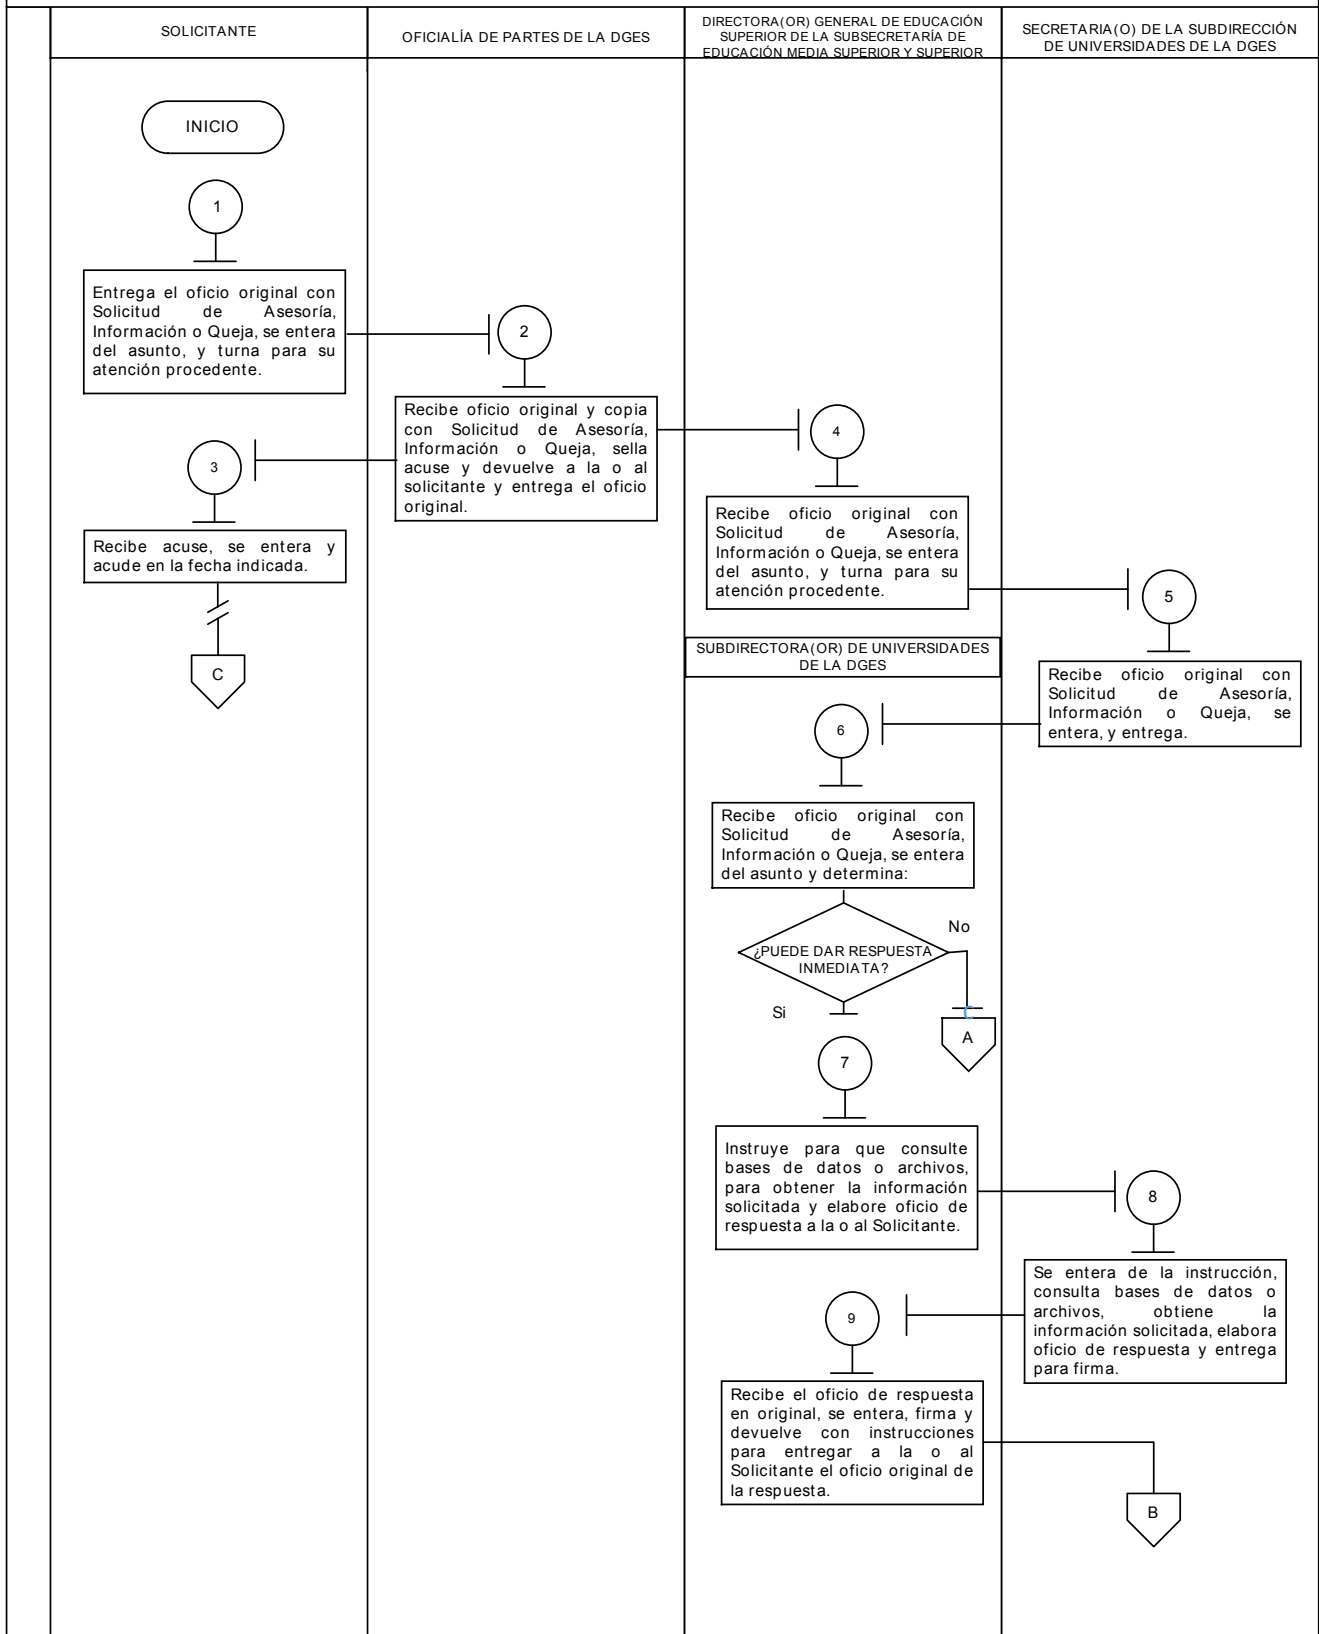 SOLICITANTE
OFICIALÍA DE PARTES DE LA DGES
DIRECTORA(OR) GENERAL DE EDUCACIÓN
SUPERIOR DE LA SUBSECRETARÍA DE
EDUCACIÓN MEDIA SUPERIOR Y SUPERIOR
SECRETARIA(O) DE LA SUBDIRECCIÓN
DE UNIVERSIDADES DE LA DGES
INICIO
1
Entrega el oficio original con
Solicitud de Asesoría,
Información o Queja, se entera
del asunto, y turna para su
atención procedente.
2
Recibe oficio original y copia
con Solicitud de Asesoría,
Información o Queja, sella
acuse y devuelve a la o al
solicitante y entrega el oficio
original.
3
Recibe acuse, se entera y
acude en la fecha indicada.
C
4
Recibe oficio original con
Solicitud de Asesoría,
Información o Queja, se entera
del asunto, y turna para su
atención procedente.
5
Recibe oficio original con
Solicitud de Asesoría,
Información o Queja, se
entera, y entrega.
SUBDIRECTORA(OR) DE UNIVERSIDADES
DE LA DGES
6
Recibe oficio original con
Solicitud de Asesoría,
Información o Queja, se entera
del asunto y determina:
¿PUEDE DAR RESPUESTA
INMEDIATA?
No
Si
C
A
7
Instruye para que consulte
bases de datos o archivos,
para obtener la información
solicitada y elabore oficio de
respuesta a la o al Solicitante.
8
Se entera de la instrucción,
consulta bases de datos o
archivos, obtiene la
información solicitada, elabora
oficio de respuesta y entrega
para firma.
9
Recibe el oficio de respuesta
en original, se entera, firma y
devuelve con instrucciones
para entregar a la o al
Solicitante el oficio original de
la respuesta.
B